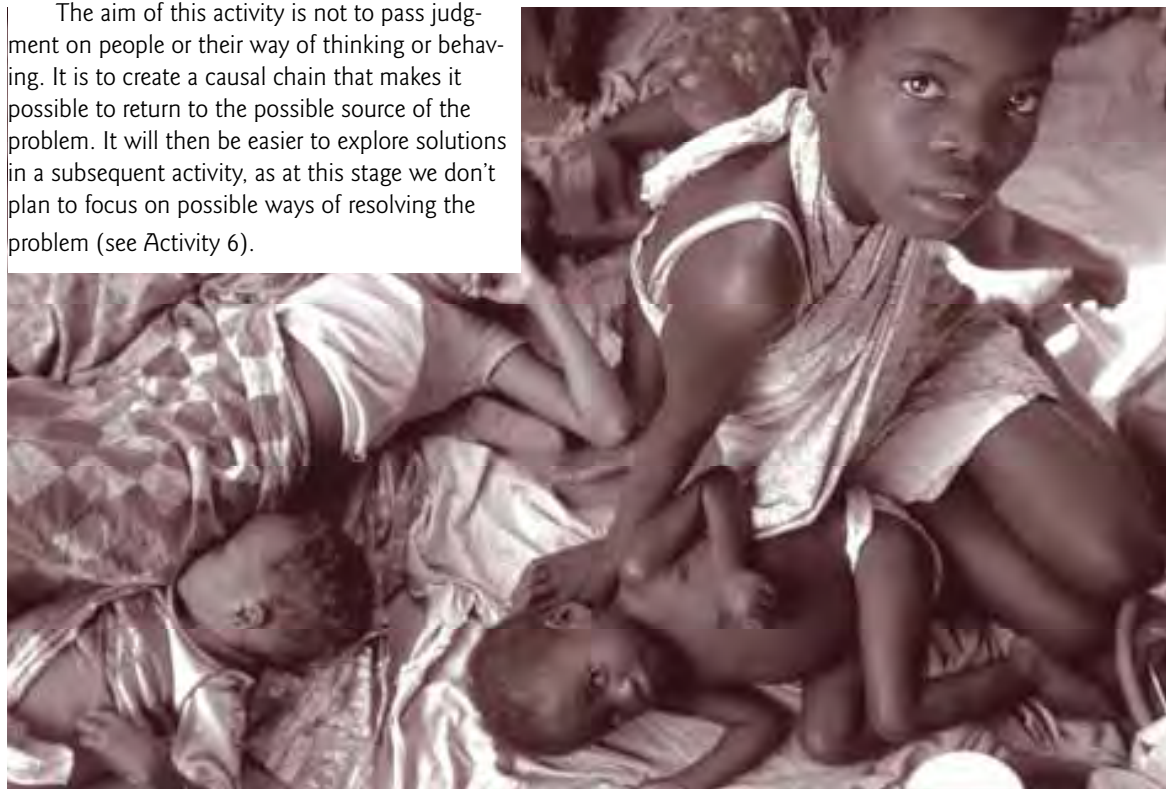 The aim of this activity is not to pass judg-
ment on people or their way of thinking or behav-
ing. It is to create a causal chain that makes it
possible to return to the possible source of the
problem. It will then be easier to explore solutions
in a subsequent activity, as at this stage we don’t
plan to focus on possible ways of resolving the
problem (see Activity 6).